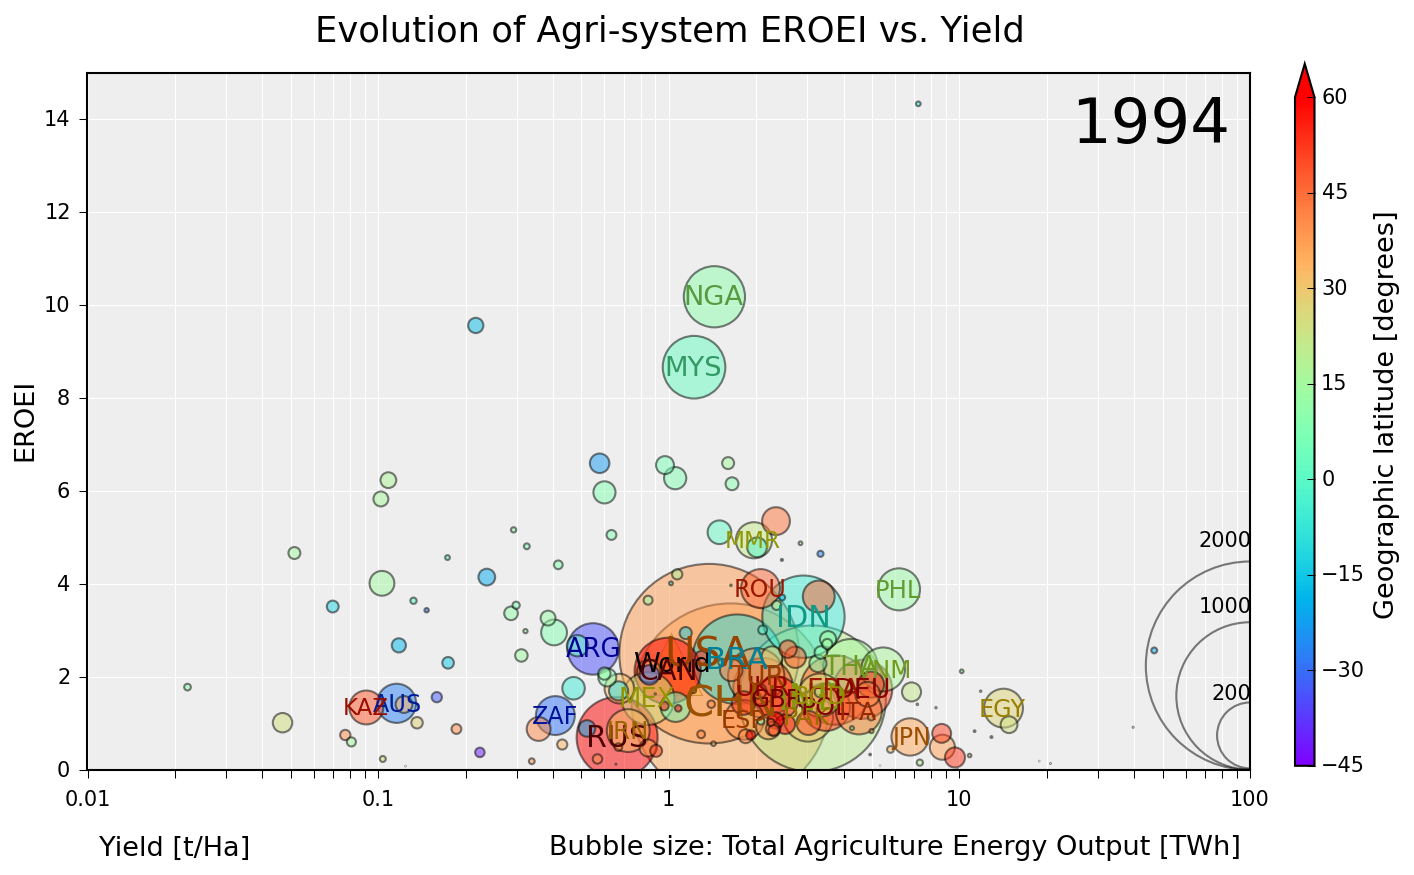 Evolution of Agri-system EROEI vs. Yield
1994
NGA
MYS
MMR
ROU
PHL
IDN
ARG
USA
BRA
World
CAN
THA
VNM
KAZ
AUS
MEX
UKR
GBR
DEU
ZAF
CHN
ESP
ITA
EGY
RUS
IRN
POL
JPN
2000
1000
200
EROEI
14
12
10
8
6
4
2
0
0.01
0.1
1
10
100
Yield [t/Ha]
Bubble size: Total Agriculture Energy Output [TWh]
60
45
30
15
0
−15
−30
−45
Geographic latitude [degrees]